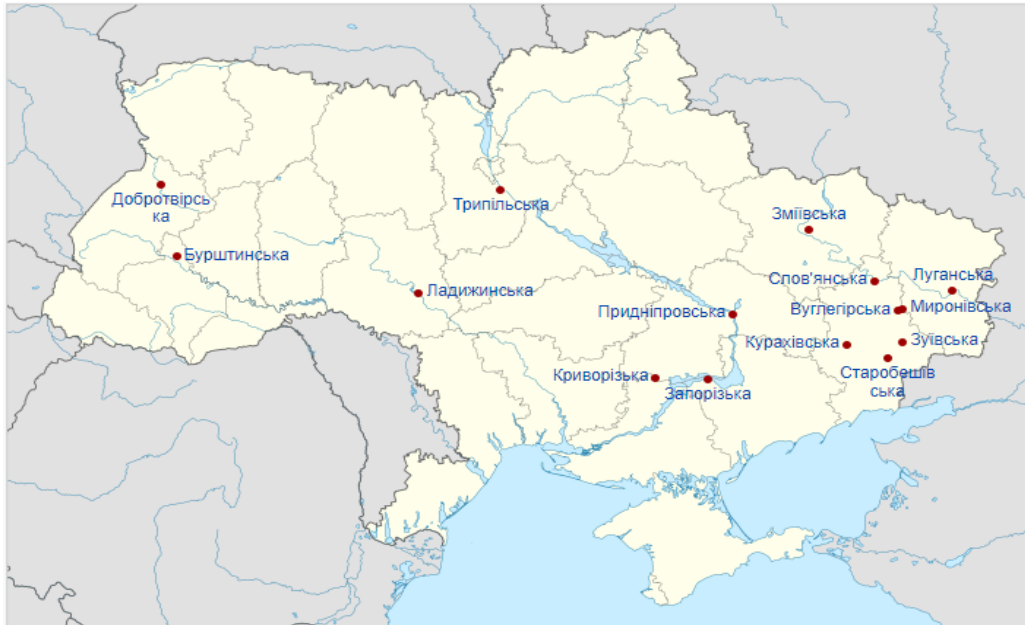 Добротвірсь
ка
Трипільська
Зміївська
Бурштинська
Слов'янська
Луганська
Ладижинська
Придніпровська
Вуглегірська
Миронівська
Курахівська
Зуївська
Криворізька
Запорізька
Старобешів
ська